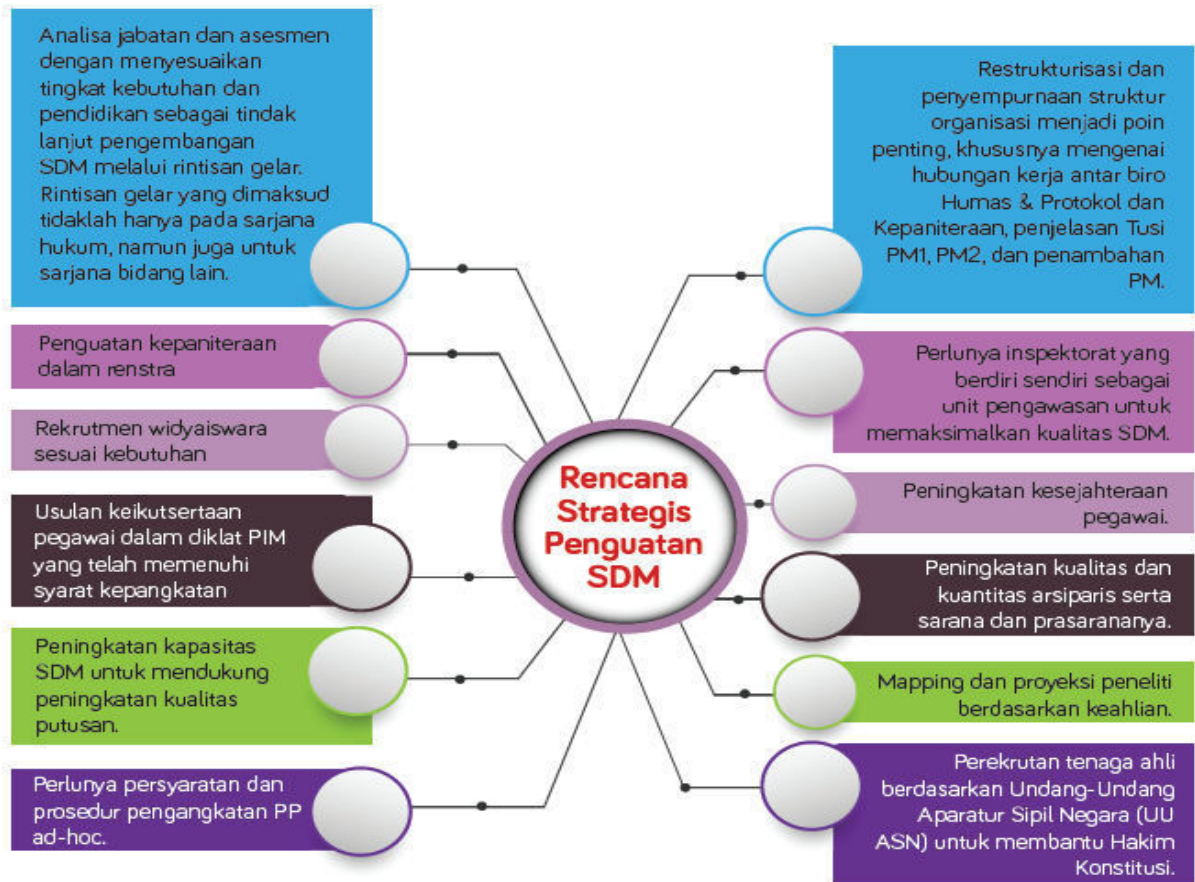 Analisa jabatan dan asesmen
dengan menyesuaikan
tingkat kebutuhan dan
pendidikan sebagai tindak
lanjut pengembangan
SDM melalui rintisan gelar.
Rintisan gelar yang dimaksud
tidaklah hanya pada sarjana
hukum, namun juga untuk
sarjana bidang lain.
Penguatan kepaniteraan
dalam renstra
Rekrutmen widyaiswara
sesuai kebutuhan
Usulan keikutsertaan
pegawai dalam diklat PIM
yang telah memenuhi
syarat kepangkatan
Peningkatan kapasitas
SDM untuk mendukung
peningkatan kualitas
putusan.
Perlunya persyaratan dan
prosedur pengangkatan PP
ad-hoc.
Rencana
Strategis
Penguatan
SDM
Restrukturisasi dan
penyempurnaan struktur
organisasi menjadi poin
penting, khususnya mengenai
hubungan kerja antar biro
Humas & Protokol dan
Kepaniteraan, penjelasan Tusi
PM1, PM2, dan penambahan
PM.
Perlunya inspektorat yang
berdiri sendiri sebagai
unit pengawasan untuk
memaksimalkan kualitas SDM.
Peningkatan kesejahteraan
pegawai.
Peningkatan kualitas dan
kuantitas arsiparis serta
sarana dan prasarananya.
Mapping dan proyeksi peneliti
berdasarkan keahlian.
Perekrutan tenaga ahli
berdasarkan Undang-Undang
Aparatur Sipil Negara (UU
ASN) untuk membantu Hakim
Konstitusi.